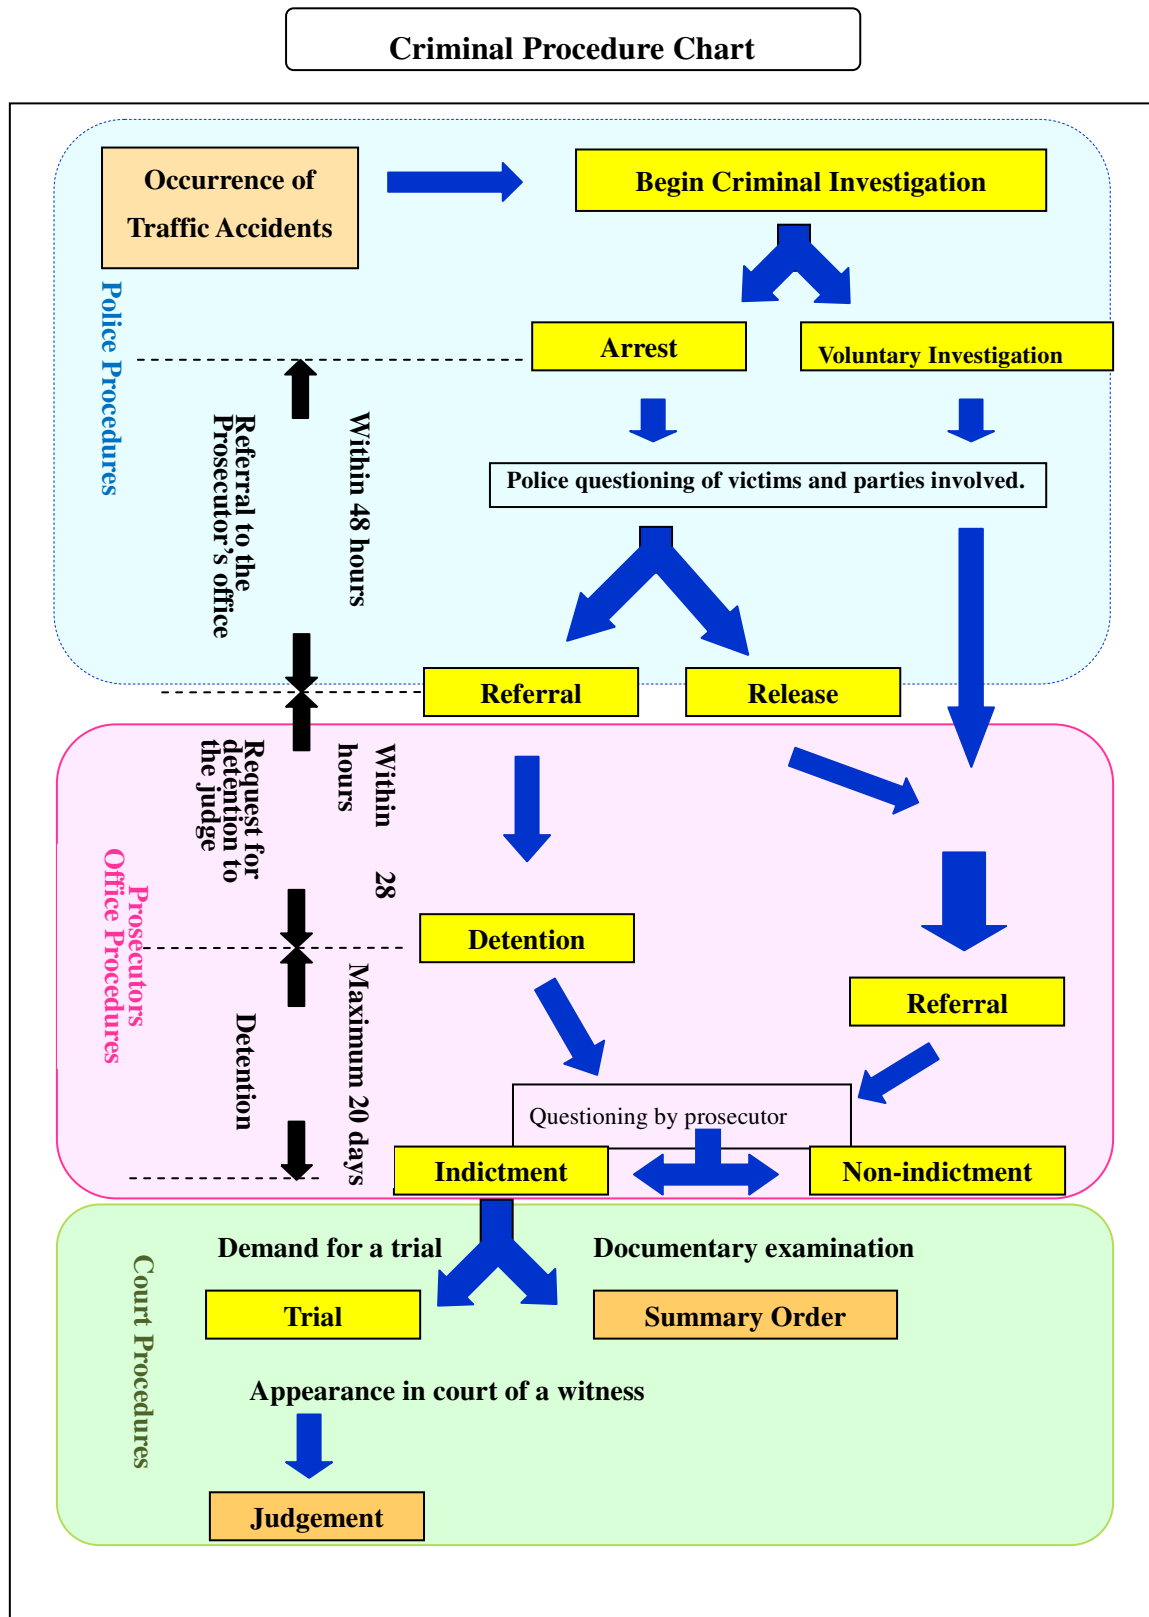 Criminal Procedure Chart
Occurrence of
Traffic Accidents
Begin Criminal Investigation
Police Procedures
Arrest
Voluntary Investigation
Referral to the
Prosecutor's office
Within 48 hours
Police questioning of victims and parties involved.
Referral
Release
Prosecutors
Office Procedures
Request for
detention to
the judge
Within 28
hours
Detention
Referral
Detention
Maximum 20 days
Questioning by prosecutor
Indictment
Non-indictment
Court Procedures
Demand for a trial
Documentary examination
Trial
Summary Order
Appearance in court of a witness
Judgement